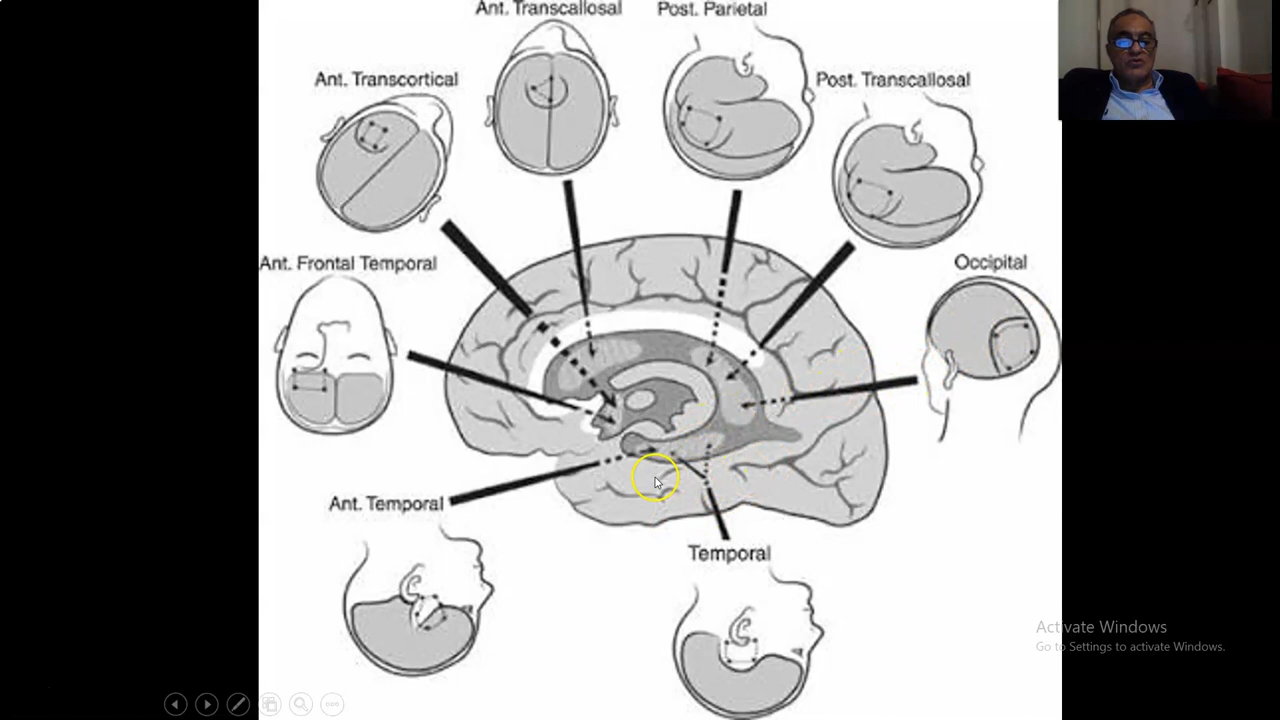 Ant. Transcallosal
Post. Parietal
Ant. Transcortical
Post. Transcallosal
Ant. Frontal Temporal
Occipital
Ant. Temporal
Temporal
Activate Windows
Go to Settings to activate Windows.